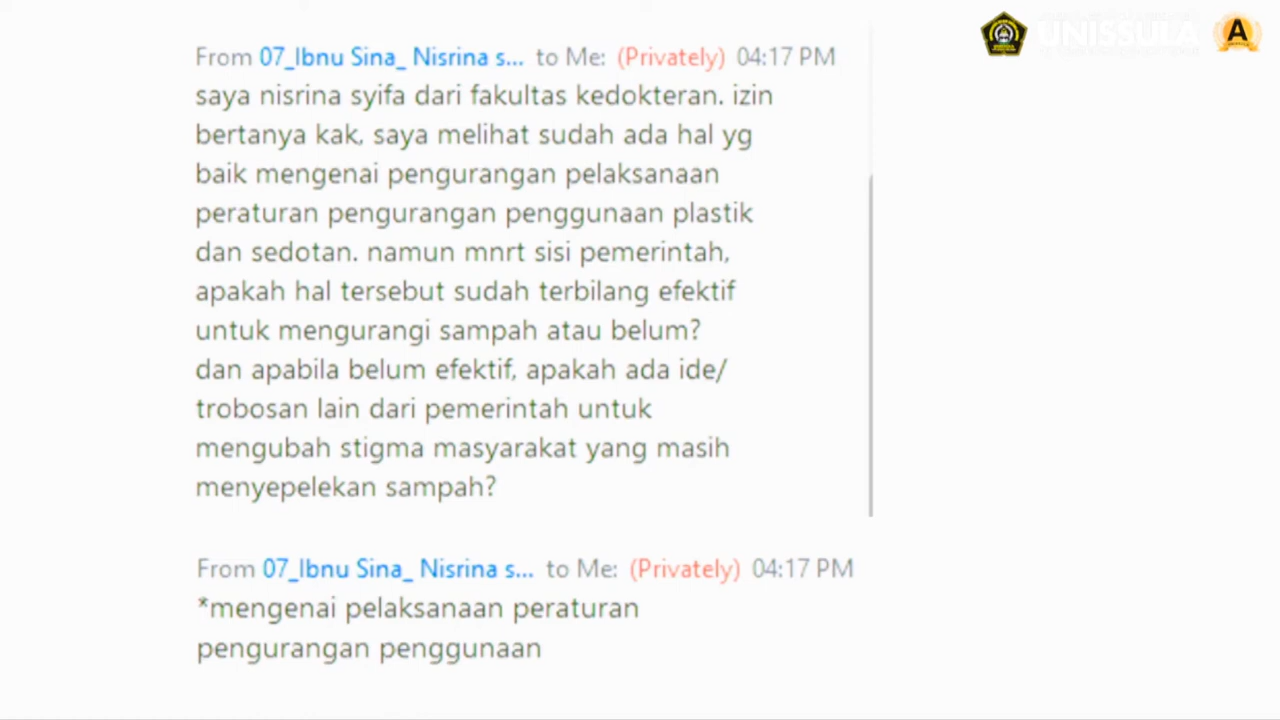 UNISSULA
A
From 07_Ibnu Sina_ Nisrina s... to Me: (Privately) 04:17 PM
saya nisrina syifa dari fakultas kedokteran. izin
bertanya kak, saya melihat sudah ada hal yg
baik mengenai pengurangan pelaksanaan
peraturan pengurangan penggunaan plastik
dan sedotan. namun mnrt sisi pemerintah,
apakah hal tersebut sudah terbilang efektif
untuk mengurangi sampah atau belum?
dan apabila belum efektif, apakah ada ide/
trobosan lain dari pemerintah untuk
mengubah stigma masyarakat yang masih
menyepelekan sampah?
From 07_Ibnu Sina_ Nisrina s... to Me: (Privately) 04:17 PM
*mengenai pelaksanaan peraturan
pengurangan penggunaan